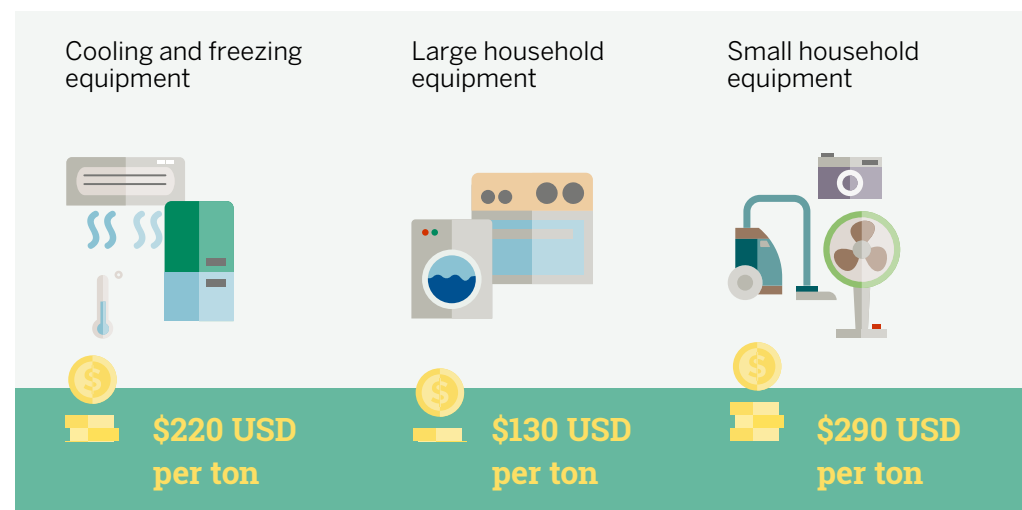 Cooling and freezing
equipment
Large household
equipment
Small household
equipment
$
$
$
$220 USD
per ton
$130 USD
per ton
$290 USD
per ton